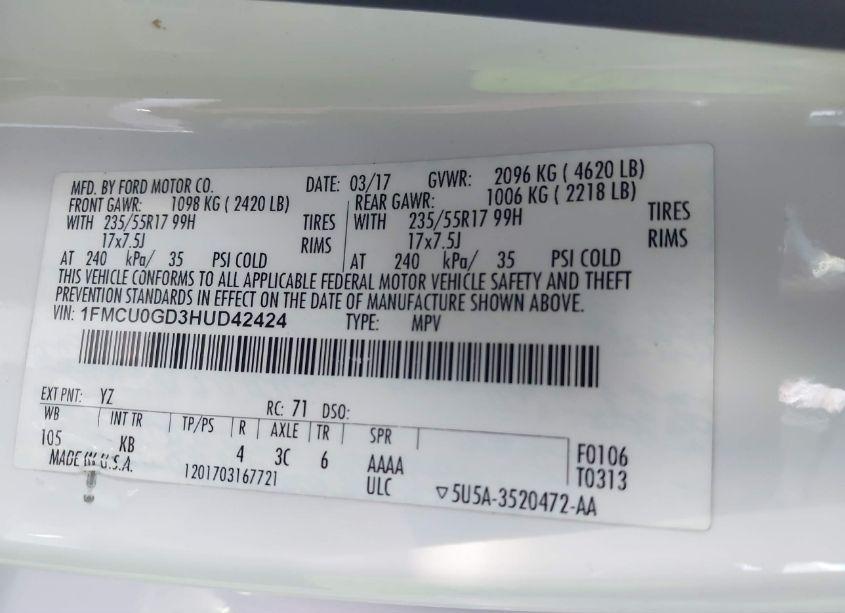 MFD. BY FORD MOTOR CO. DATE: 03/17 GVWR: 2096 KG ( 4620 LB)
FRONT GAWR: 1098 KG ( 2420 LB) REAR GAWR: 1006 KG ( 2218 LB)
WITH 235/55R17 99H TIRES WITH 235/55R17 99H TIRES
17x7.5J RIMS 17x7.5J RIMS
AT 240 kPa/ 35 PSI COLD AT 240 kPa/ 35 PSI COLD
THIS VEHICLE CONFORMS TO ALL APPLICABLE FEDERAL MOTOR VEHICLE SAFETY AND THEFT
PREVENTION STANDARDS IN EFFECT ON THE DATE OF MANUFACTURE SHOWN ABOVE.
VIN: 1FMCU0GD3HUD42424 TYPE: MPV
EXT PNT: YZ RC: 71 DSO:
WB INT TR TP/PS R AXLE TR SPR
105 KB 4 3C 6 AAAA F0106
MADE IN U.S.A. 1201703167721 ULC T0313
▽5U5A-3520472-AA